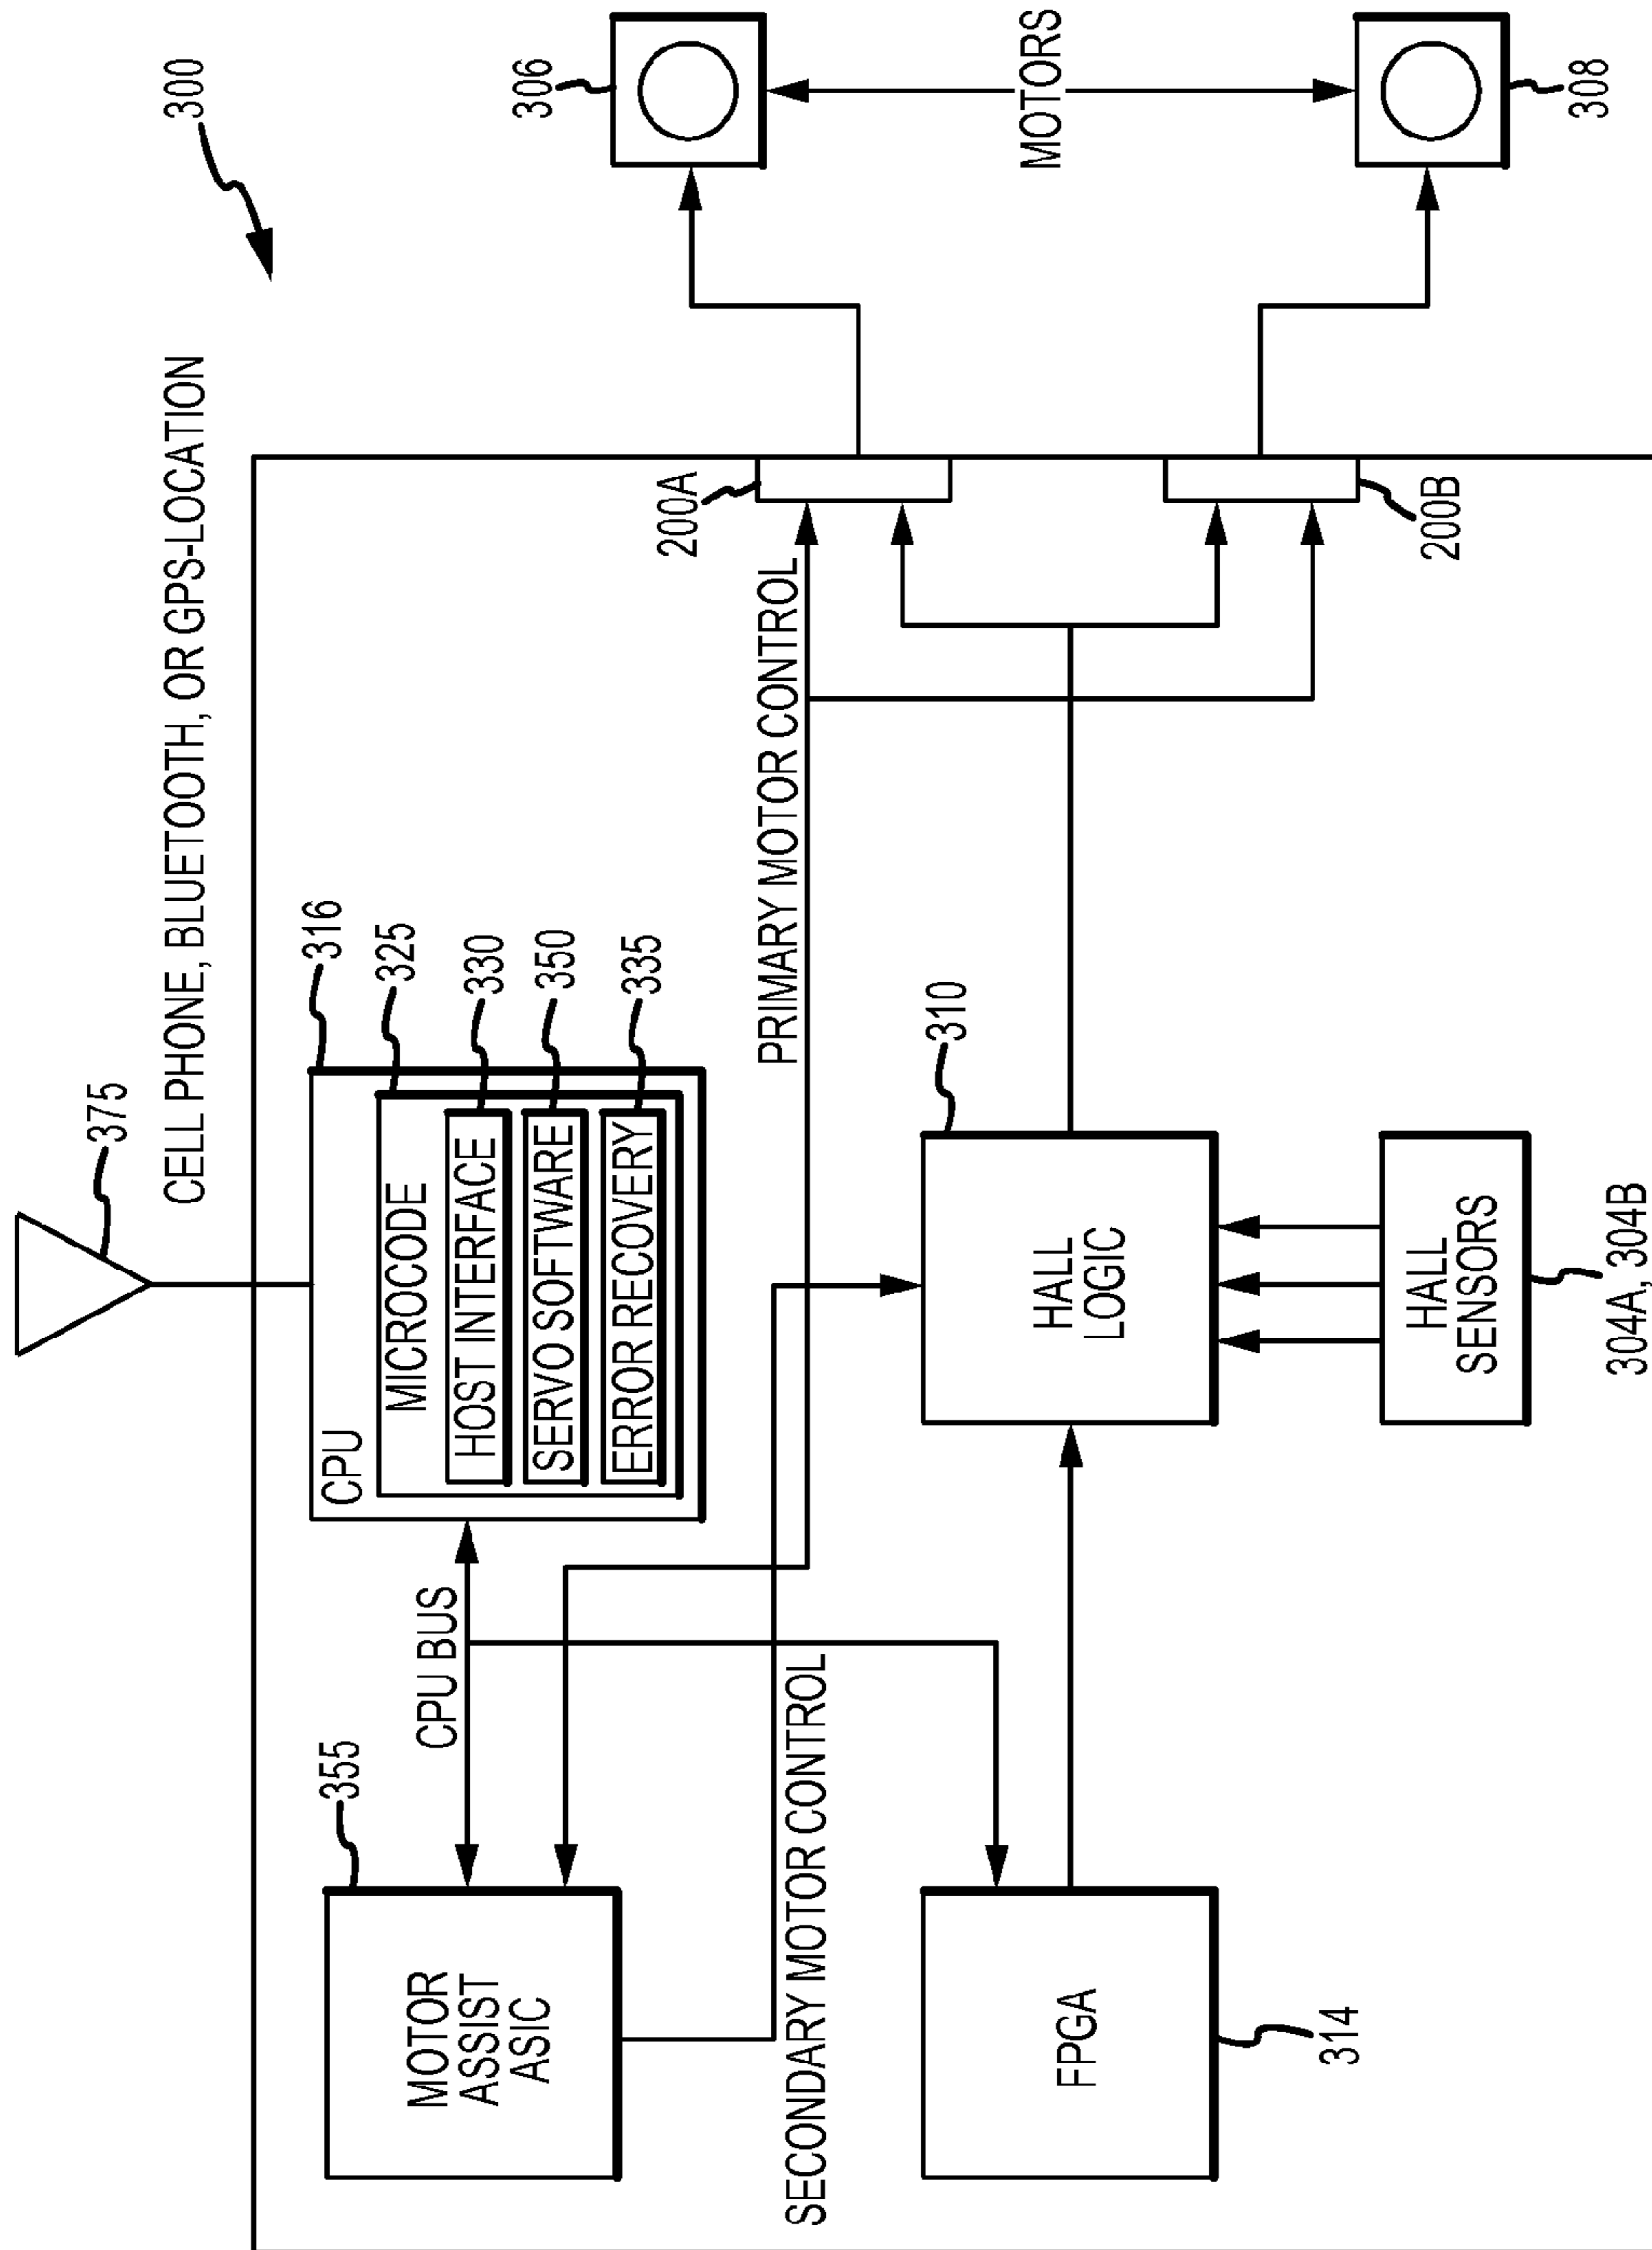 300
CELL PHONE, BLUETOOTH, OR GPS-LOCATION
375
316
325
330
350
335
CPU
MICROCODE
HOST INTERFACE
SERVO SOFTWARE
ERROR RECOVERY
355
MOTOR
ASSIST
ASIC
CPU BUS
PRIMARY MOTOR CONTROL
SECONDARY MOTOR CONTROL
200A
200B
306
MOTORS
308
310
HALL
LOGIC
FPGA
314
HALL
SENSORS
304A, 304B